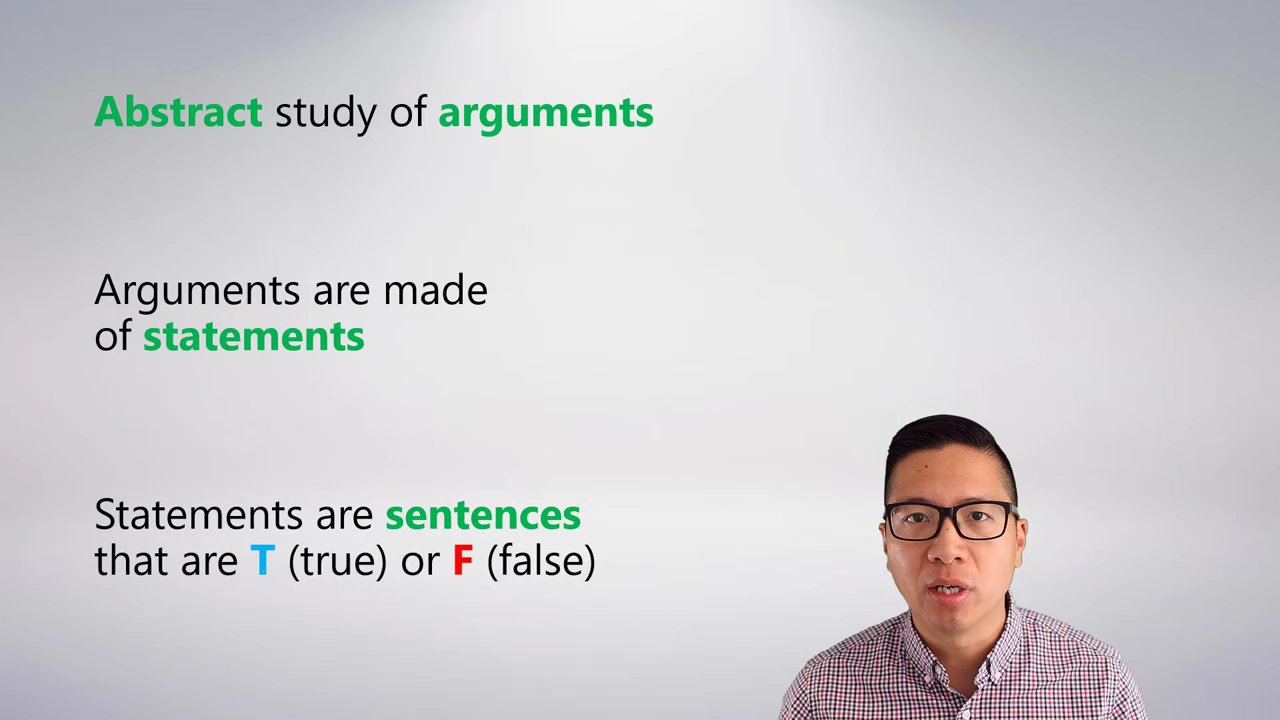 Abstract study of arguments
Arguments are made
of statements
Statements are sentences
that are T (true) or F (false)